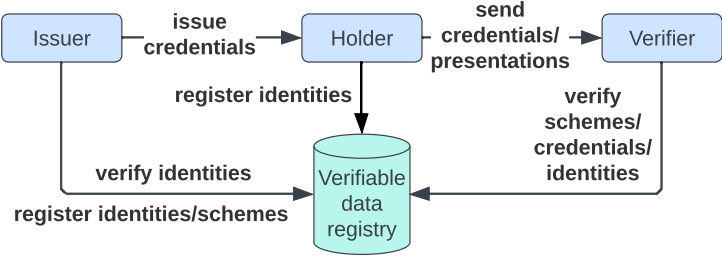 Issuer
issue
credentials
Holder
send
credentials/
presentations
Verifier
register identities
verify
schemes/
credentials/
identities
verify identities
register identities/schemes
Verifiable
data
registry